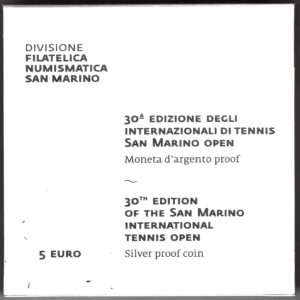 DIVISIONE
FILATELICA
NUMISMATICA
SAN MARINO
30ᴬ EDIZIONE DEGLI
INTERNAZIONALI DI TENNIS
SAN MARINO OPEN
Moneta d'argento proof
~
30TH EDITION
OF THE SAN MARINO
INTERNATIONAL
TENNIS OPEN
5 EURO
Silver proof coin